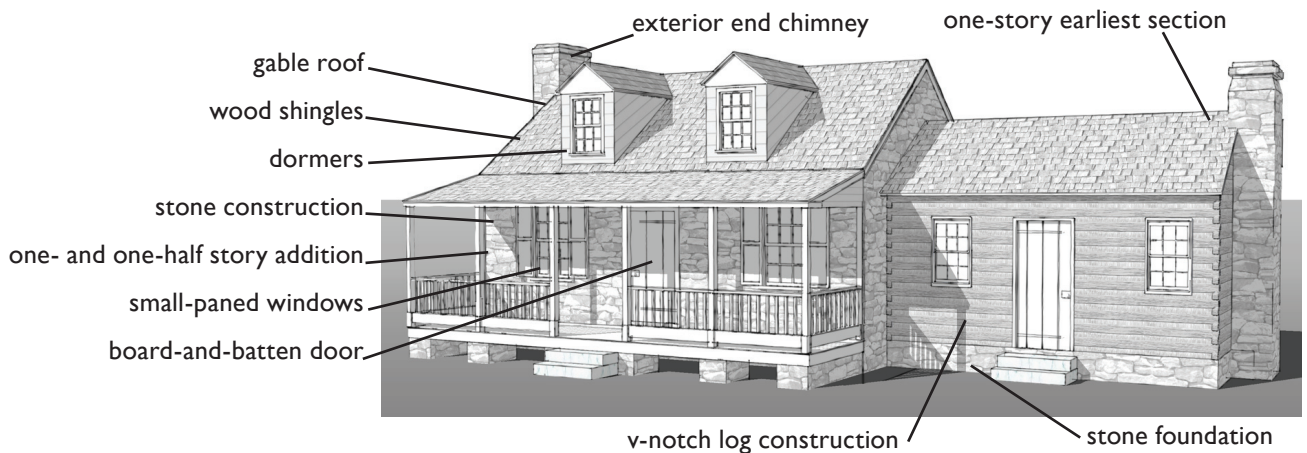 exterior end chimney
one-story earliest section
gable roof
wood shingles
dormers
stone construction
one- and one-half story addition
small-paned windows
board-and-batten door
v-notch log construction
stone foundation